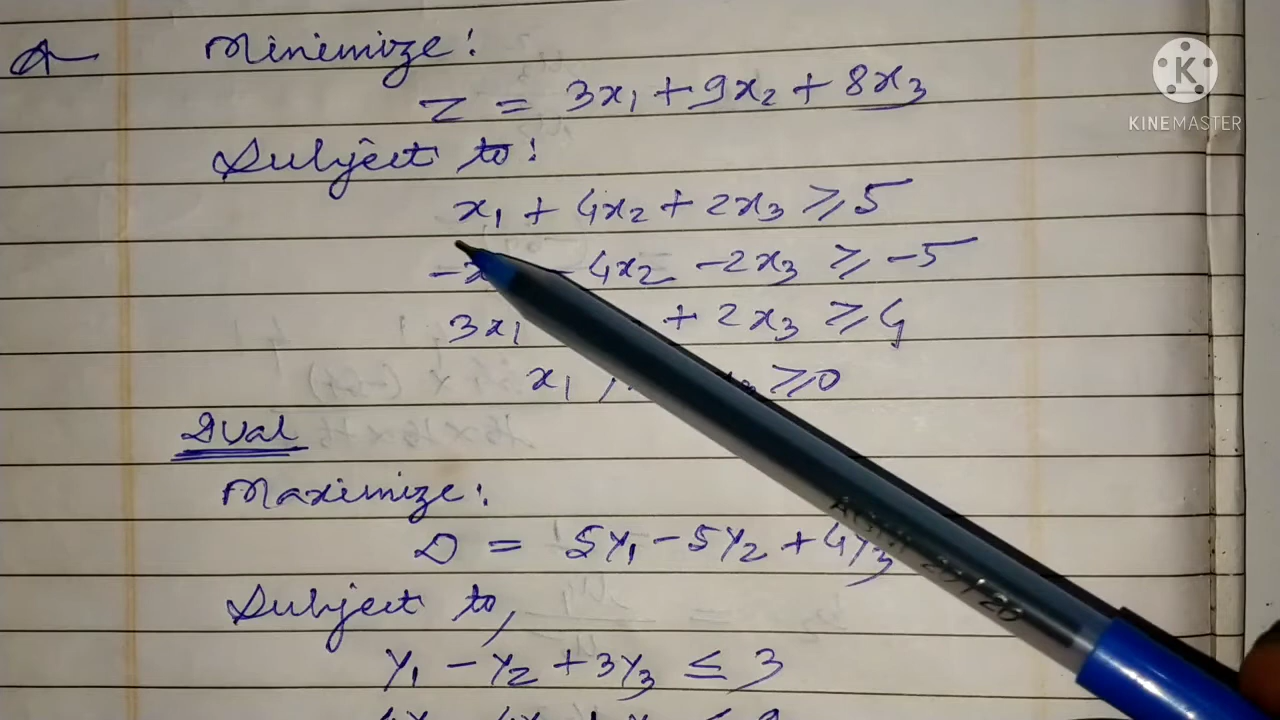 Minimize:
Z = 3x₁ + 9x₂ + 8x₃
KINEMASTER
Subject to:
x₁ + 4x₂ + 2x₃ ≥ 5
-x - 4x₂ - 2x₃ ≥ -5
3x₁ + 2x₃ ≥ 4
x₁, ≥ 0
Dual
Maximize:
D = 5y₁ - 5y₂ + 4y₃
Subject to,
y₁ - y₂ + 3y₃ ≤ 3